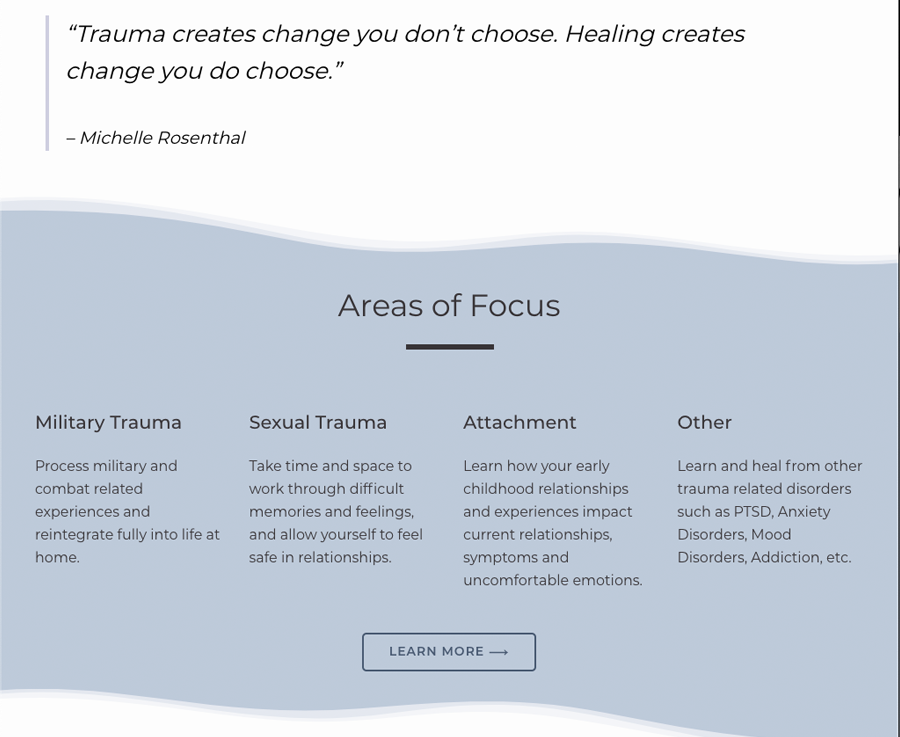 “Trauma creates change you don’t choose. Healing creates
change you do choose.”
– Michelle Rosenthal
Areas of Focus
Military Trauma
Process military and
combat related
experiences and
reintegrate fully into life at
home.
Sexual Trauma
Take time and space to
work through difficult
memories and feelings,
and allow yourself to feel
safe in relationships.
Attachment
Learn how your early
childhood relationships
and experiences impact
current relationships,
symptoms and
uncomfortable emotions.
Other
Learn and heal from other
trauma related disorders
such as PTSD, Anxiety
Disorders, Mood
Disorders, Addiction, etc.
LEARN MORE ⟶